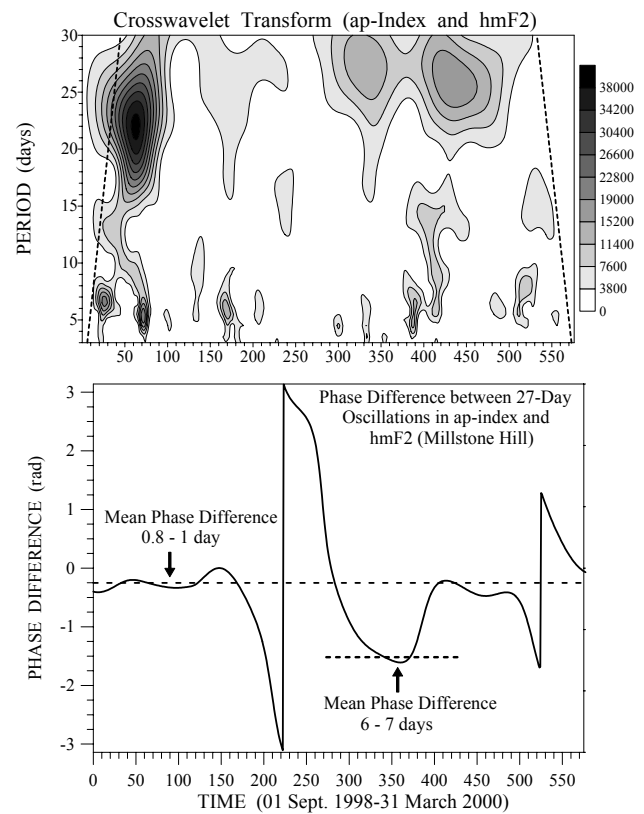 Crosswavelet Transform (ap-Index and hmF2)
30
25
20
15
10
5
PERIOD (days)
50 100 150 200 250 300 350 400 450 500 550
38000
34200
30400
26600
22800
19000
15200
11400
7600
3800
0
Phase Difference between 27-Day
Oscillations in ap-index and
hmF2 (Millstone Hill)
3
2
1
0
-1
-2
-3
PHASE DIFFERENCE (rad)
Mean Phase Difference
0.8 - 1 day
Mean Phase Difference
6 - 7 days
0 50 100 150 200 250 300 350 400 450 500 550
TIME (01 Sept. 1998-31 March 2000)